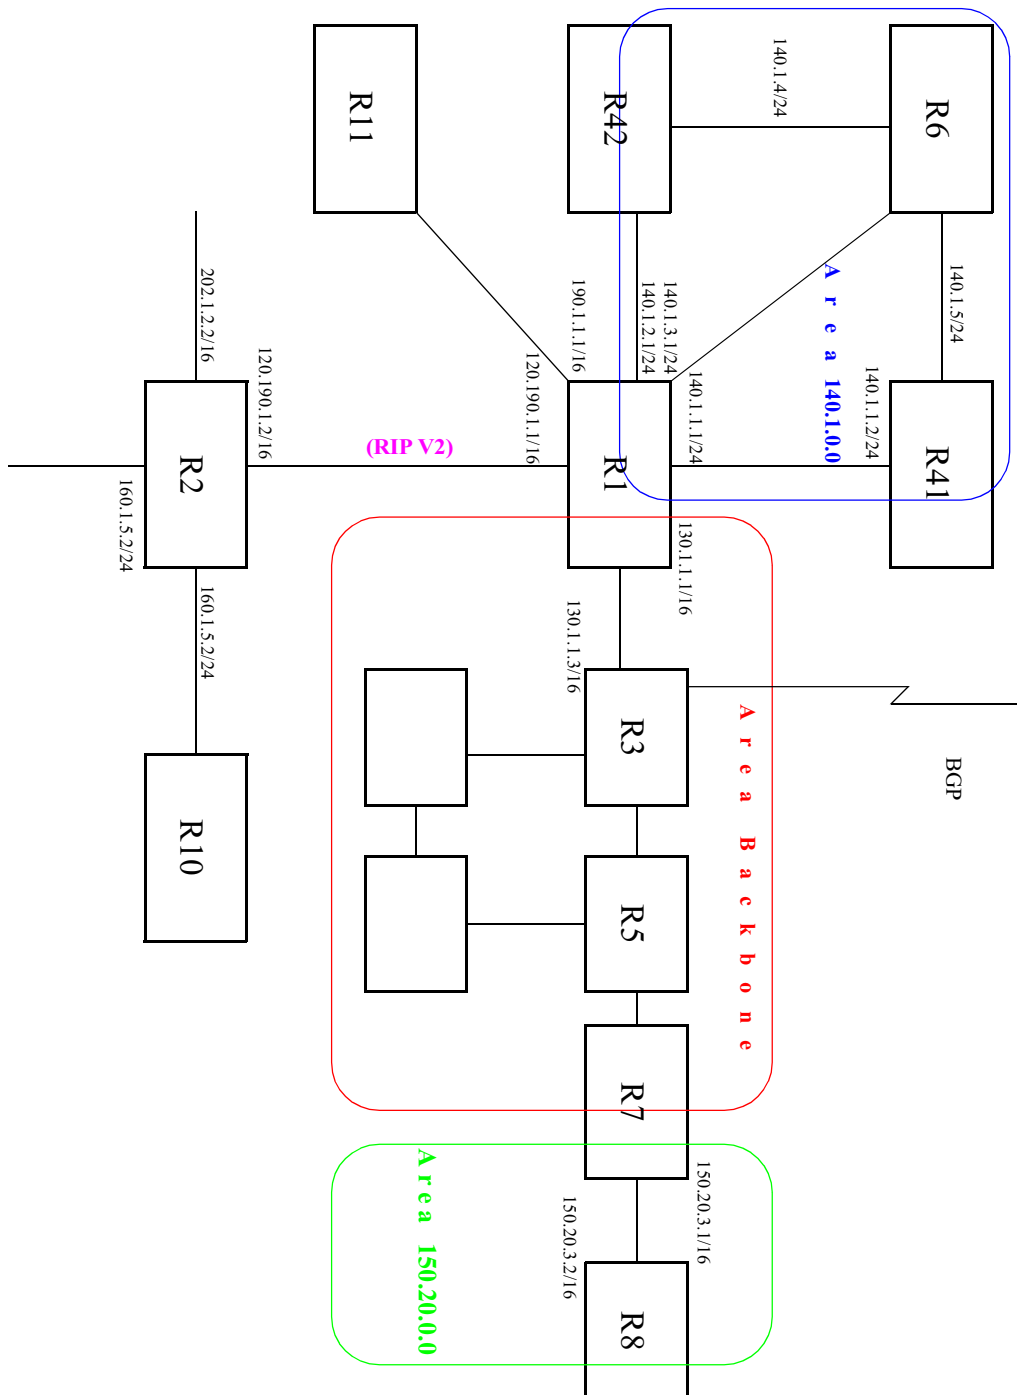 R6
R42
R11
140.1.4/24
140.1.5/24
Area 140.1.0.0
140.1.1.2/24
R41
140.1.3.1/24
140.1.2.1/24
190.1.1.1/16
140.1.1.1/24
120.190.1.1/16
R1
(RIP V2)
202.1.2.2/16
120.190.1.2/16
R2
160.1.5.2/24
160.1.5.2/24
R10
130.1.1.1/16
130.1.1.3/16
R3
BGP
Area Backbone
R5
R7
150.20.3.1/16
150.20.3.2/16
Area 150.20.0.0
R8